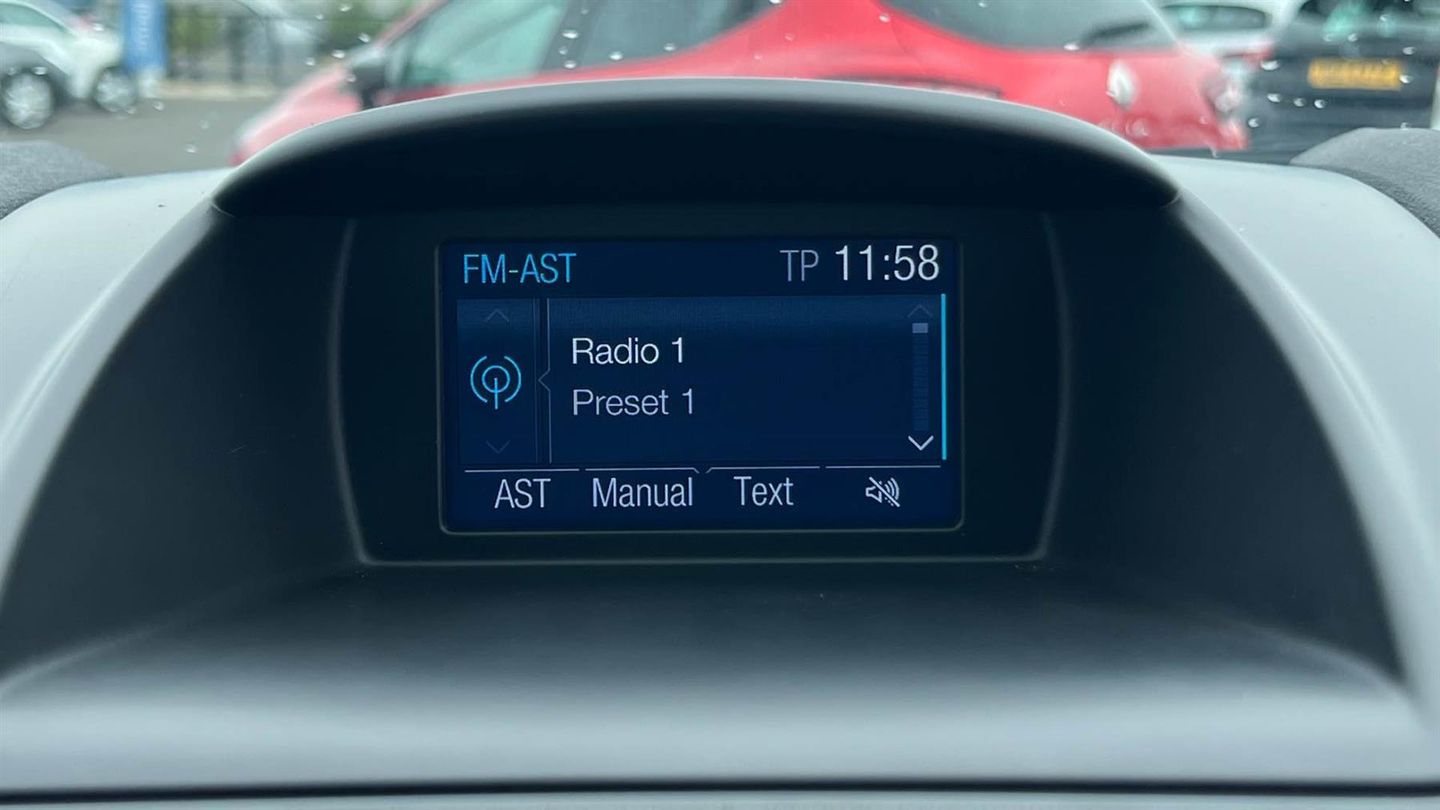 FM-AST TP 11:58
Radio 1
Preset 1
AST Manual Text